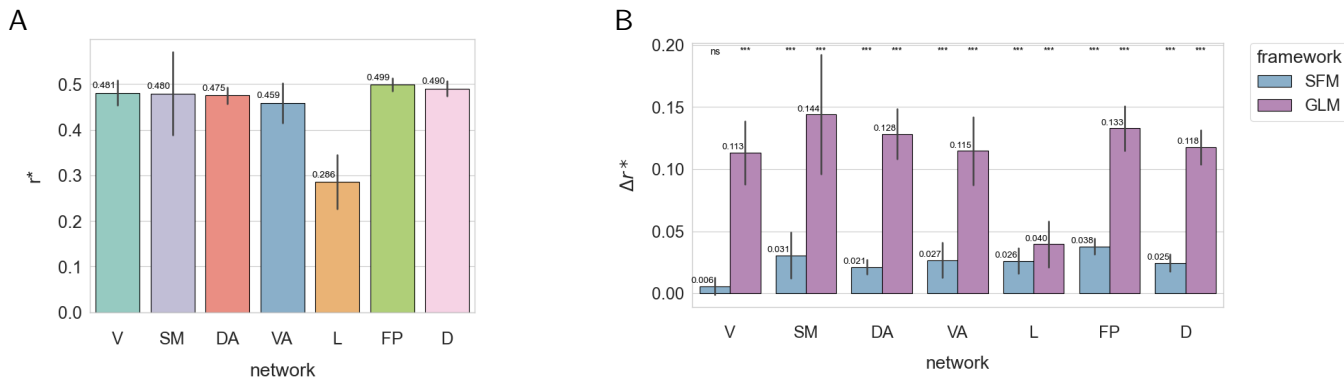 A
r*
0.5
0.4
0.3
0.2
0.1
0.0
0.481
0.480
0.475
0.459
0.286
0.499
0.490
V SM DA VA L FP D
network
B
Δr*
0.20
0.15
0.10
0.05
0.00
ns *** *** *** *** *** *** *** *** *** *** *** *** ***
0.006
0.113
0.031
0.144
0.021
0.128
0.027
0.115
0.026
0.040
0.038
0.133
0.025
0.118
V SM DA VA L FP D
network
framework
SFM
GLM